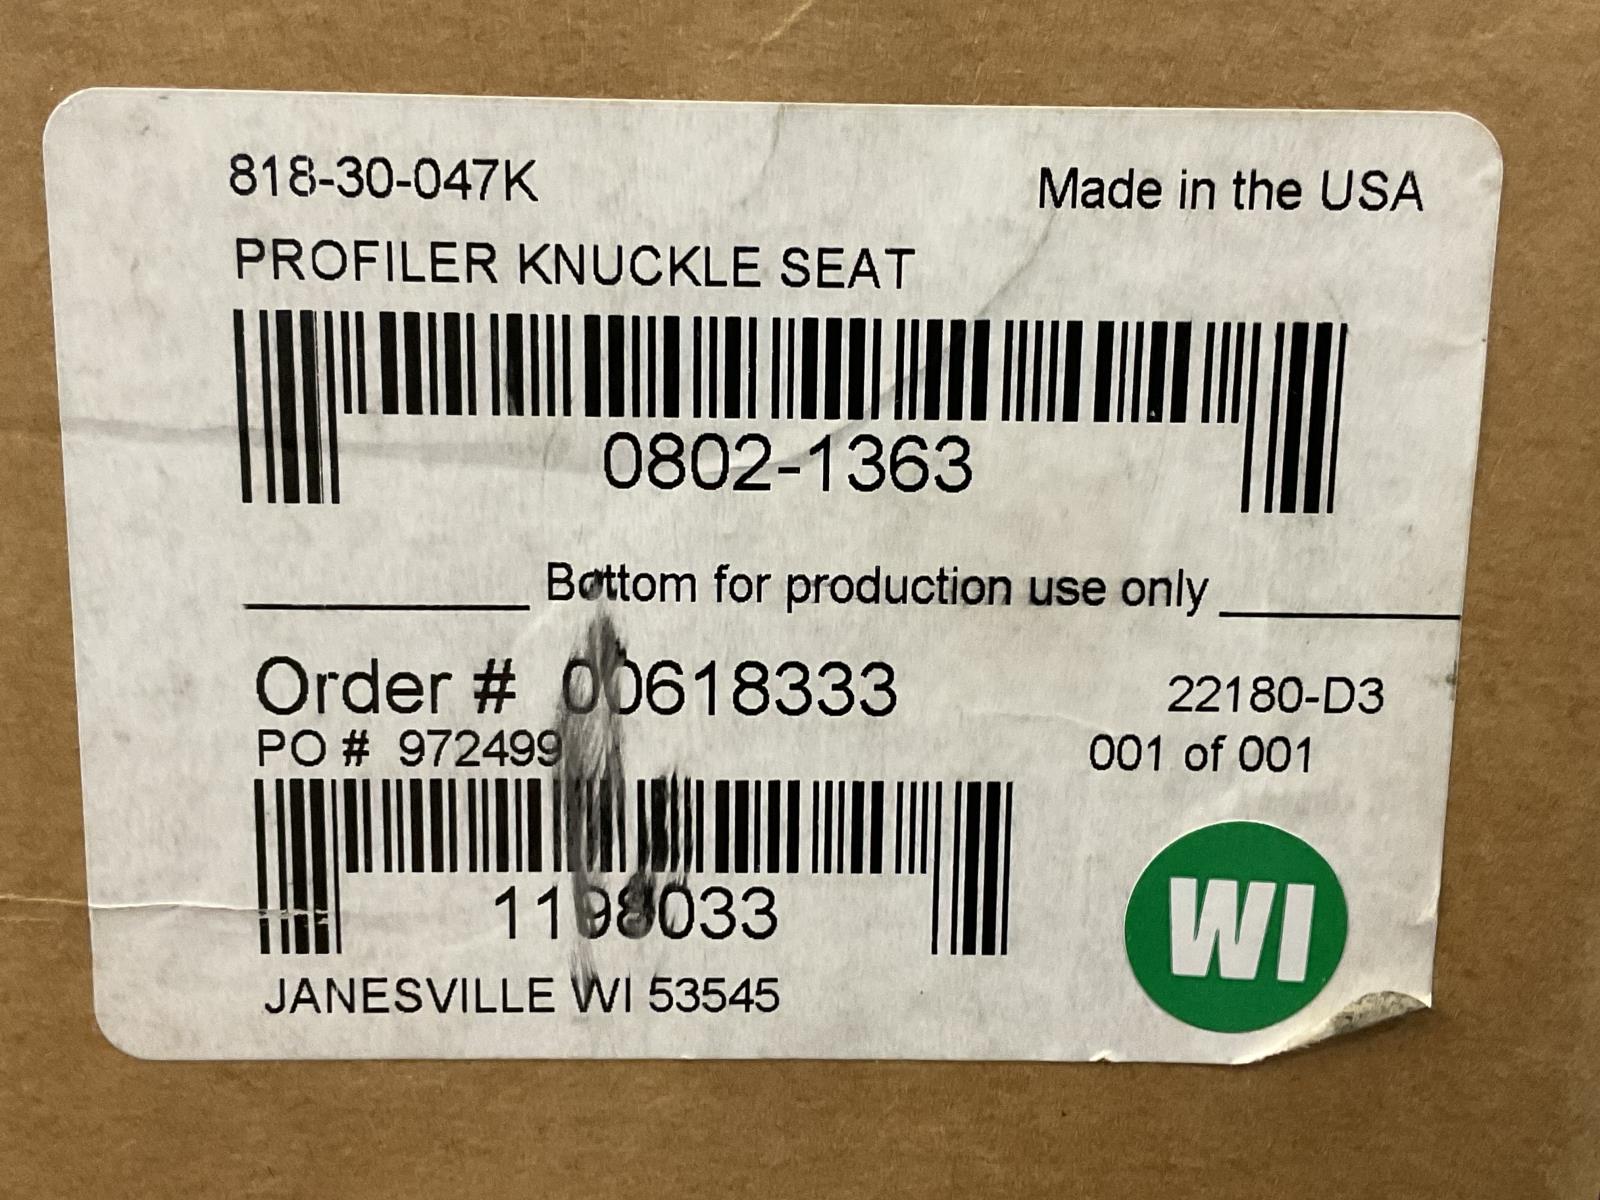 818-30-047K
Made in the USA
PROFILER KNUCKLE SEAT
0802-1363
Bottom for production use only
Order # 00618333
22180-D3
PO # 972499
001 of 001
1198033
WI
JANESVILLE WI 53545